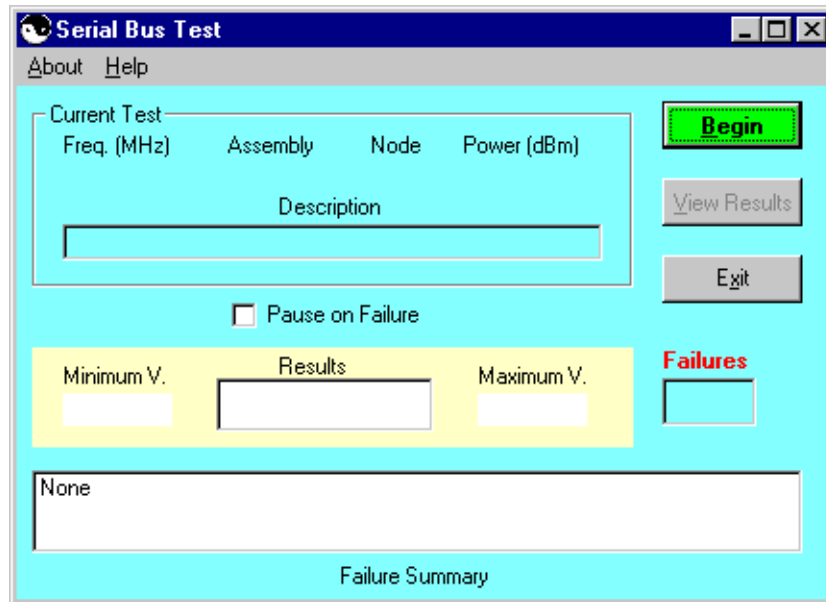 Serial Bus Test
About Help
Current Test
Freq. (MHz) Assembly Node Power (dBm)
Description
Begin
View Results
Exit
Pause on Failure
Minimum V. Results Maximum V.
Failures
None
Failure Summary